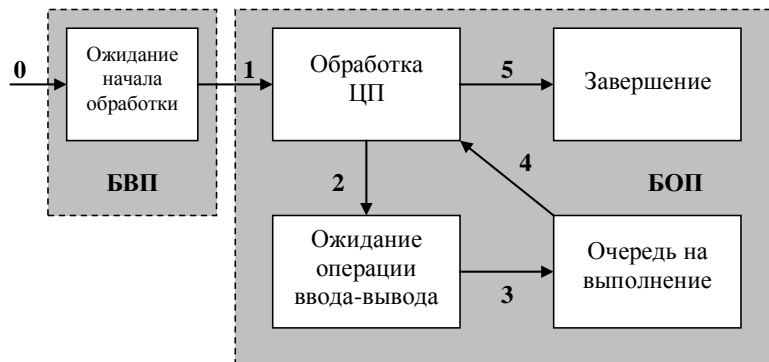 0
Ожидание
начала
обработки
БВП
1
Обработка
ЦП
5
Завершение
2
4
БОП
Ожидание
операции
ввода-вывода
3
Очередь на
выполнение